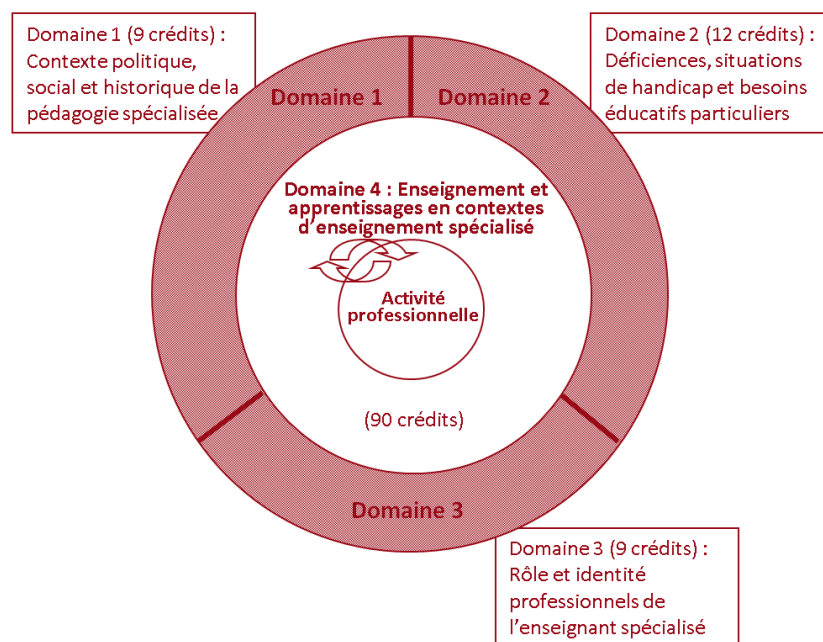 Domaine 1 (9 crédits) :
Contexte politique,
social et historique de la
pédagogie spécialisée
Domaine 2 (12 crédits) :
Déficiences, situations
de handicap et besoins
éducatifs particuliers
Domaine 1
Domaine 2
Domaine 4 : Enseignement et
apprentissages en contextes
d’enseignement spécialisé
Activité
professionnelle
(90 crédits)
Domaine 3
Domaine 3 (9 crédits) :
Rôle et identité
professionnels de
l’enseignant spécialisé